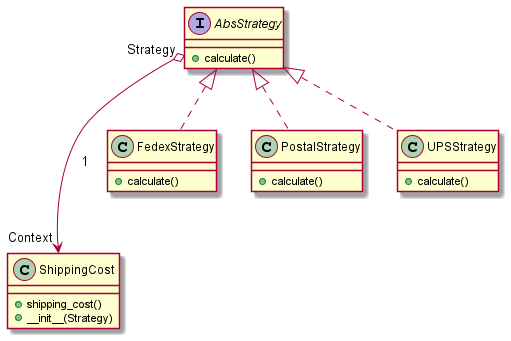 I AbsStrategy
calculate()
Strategy
C FedexStrategy
calculate()
C PostalStrategy
calculate()
C UPSStrategy
calculate()
1
Context
C ShippingCost
shipping_cost()
__init__(Strategy)